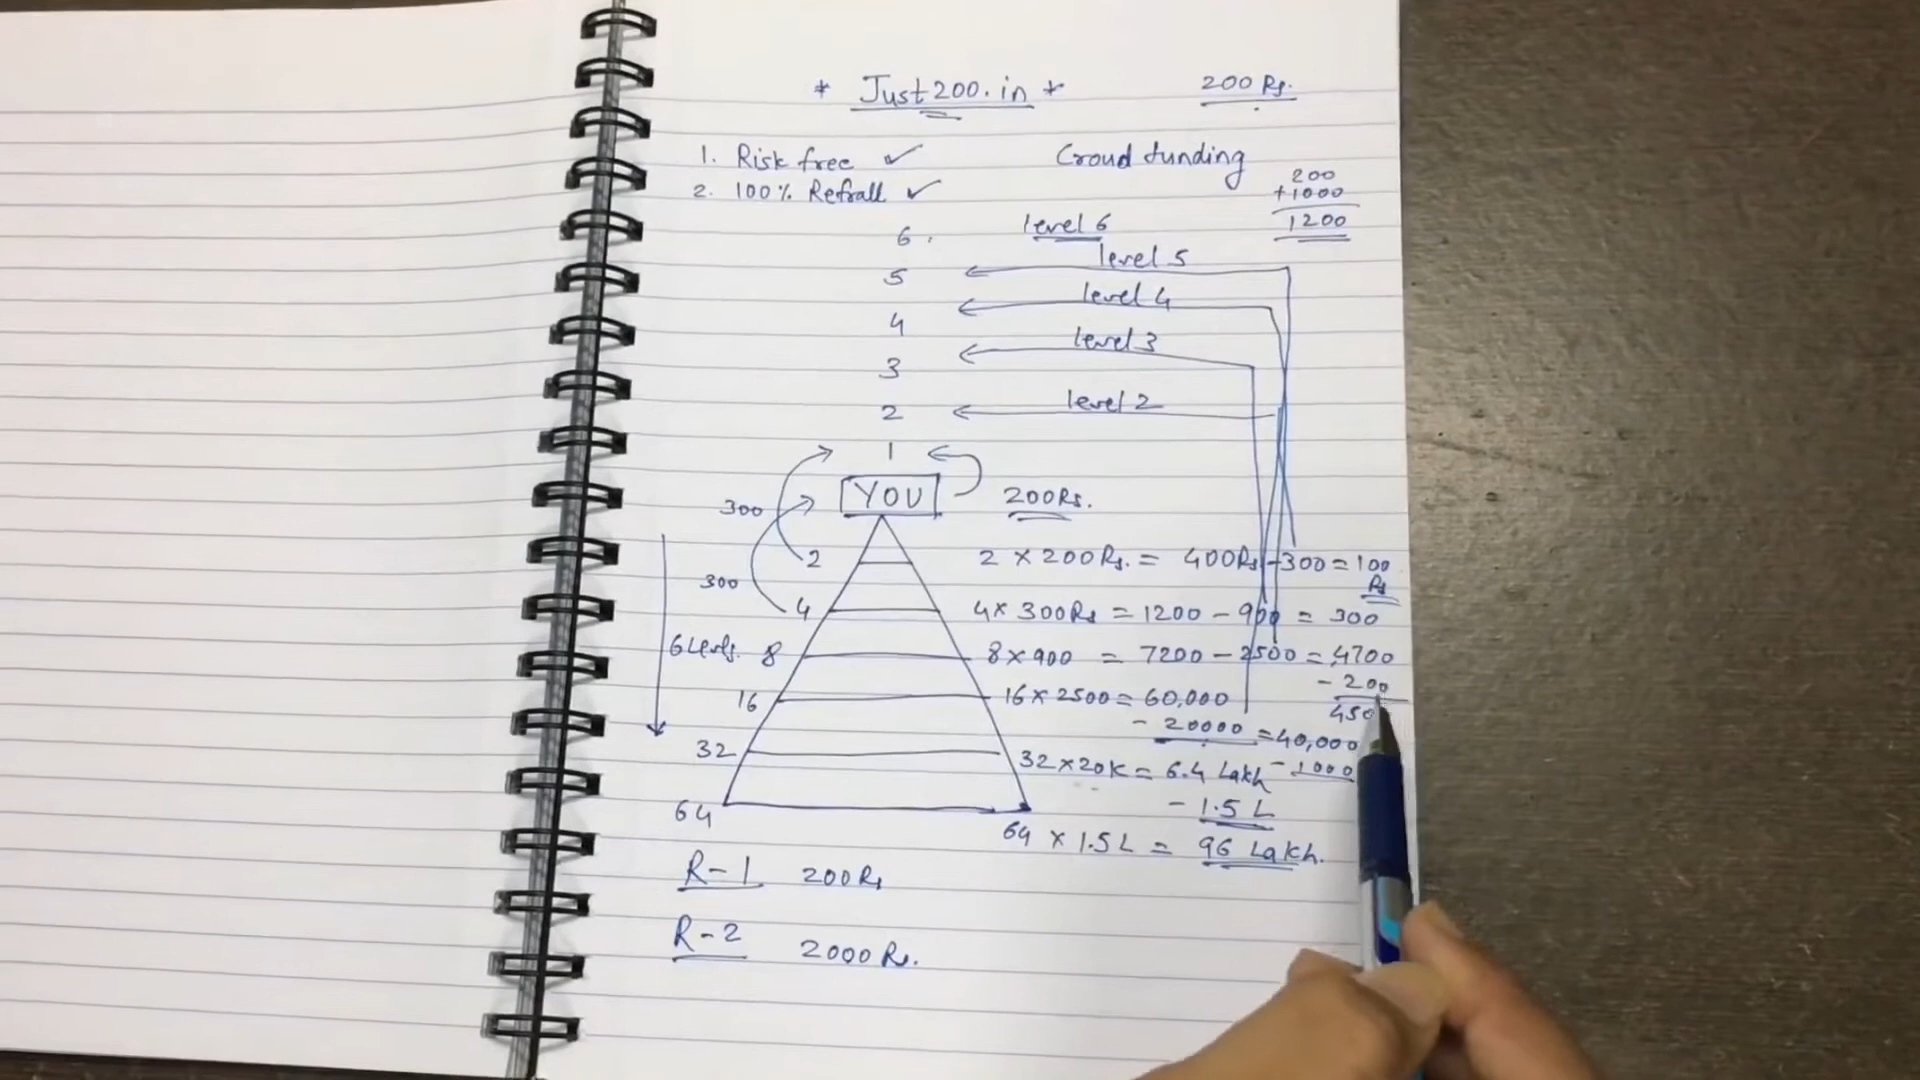 * Just200.in * 200 Rs.
1. Risk free ✓ Croud funding
2. 100% Refrall ✓
200
+1000
1200
6. level 6
5 level 5
4 level 4
3 level 3
2 level 2
1
YOU 200Rs.
300
2 2 × 200 Rs. = 400Rs - 300 = 100 Rs
300
4 4 × 300Rs = 1200 - 900 = 300
6 Levls. 8 8 × 900 = 7200 - 2500 = 4700
- 200
16 16 × 2500 = 60,000
- 20000 = 40,000
32 32 × 20K = 6.4 Lakh - 1000
- 1.5 L
64 64 × 1.5 L = 96 Lakh.
R-1 200Rs
R-2 2000 Rs.